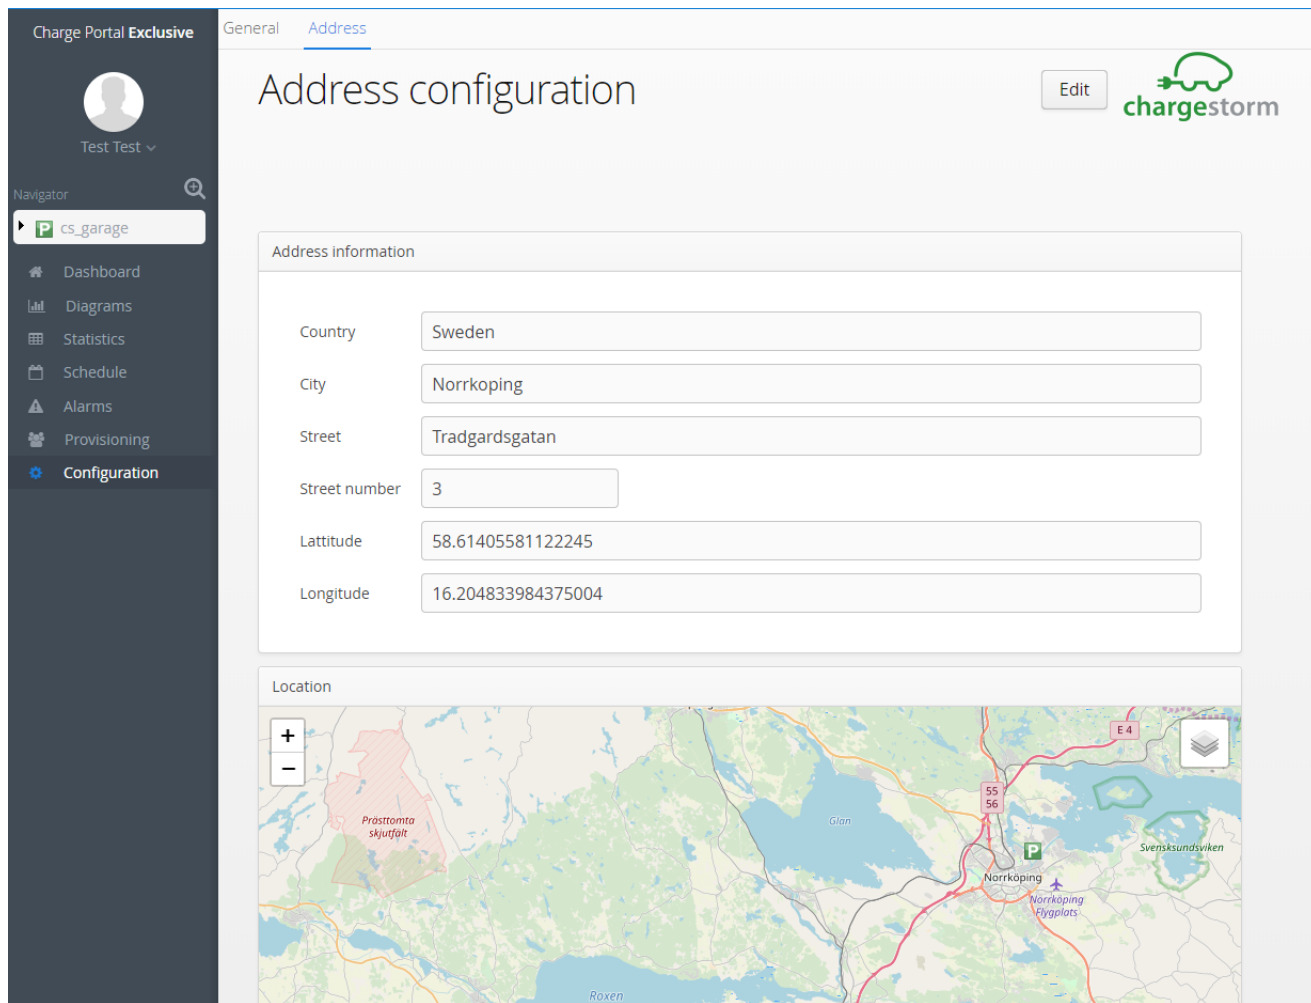 Charge Portal Exclusive
General Address
Address configuration
Edit
chargestorm
Test Test
Navigator
cs_garage
Dashboard
Diagrams
Statistics
Schedule
Alarms
Provisioning
Configuration
Address information
Country Sweden
City Norrkoping
Street Tradgardsgatan
Street number 3
Lattitude 58.61405581122245
Longitude 16.204833984375004
Location
+
−
E 4
55
56
Prästtomta
skjutfält
Glan
P
Svensksundsviken
Norrköping
Norrköping
Flygplats
Roxen